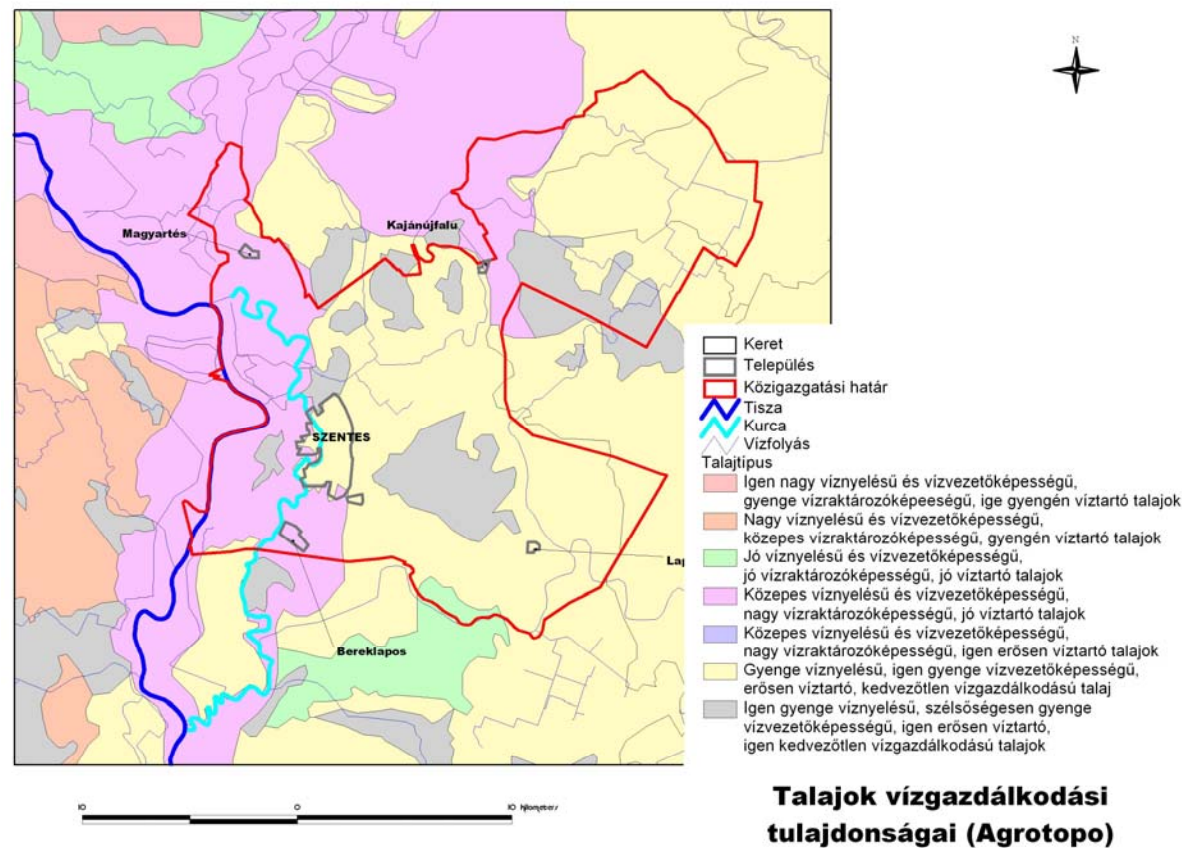 N
Magyartés
Kajánújfalu
SZENTES
Lap
Bereklapos
Keret
Település
Közigazgatási határ
Tisza
Kurca
Vízfolyás
Talajtípus
Igen nagy víznyelésű és vízvezetőképességű,
gyenge vízraktározóképeeségű, ige gyengén víztartó talajok
Nagy víznyelésű és vízvezetőképességű,
közepes vízraktározóképességű, gyengén víztartó talajok
Jó víznyelésű és vízvezetőképességű,
jó vízraktározóképességű, jó víztartó talajok
Közepes víznyelésű és vízvezetőképességű,
nagy vízraktározóképességű, jó víztartó talajok
Közepes víznyelésű és vízvezetőképességű,
nagy vízraktározóképességű, igen erősen víztartó talajok
Gyenge víznyelésű, igen gyenge vízvezetőképességű,
erősen víztartó, kedvezőtlen vízgazdálkodású talaj
Igen gyenge víznyelésű, szélsőségesen gyenge
vízvezetőképességű, igen erősen víztartó,
igen kedvezőtlen vízgazdálkodású talajok
10 0 10 kilometers
Talajok vízgazdálkodási
tulajdonságai (Agrotopo)